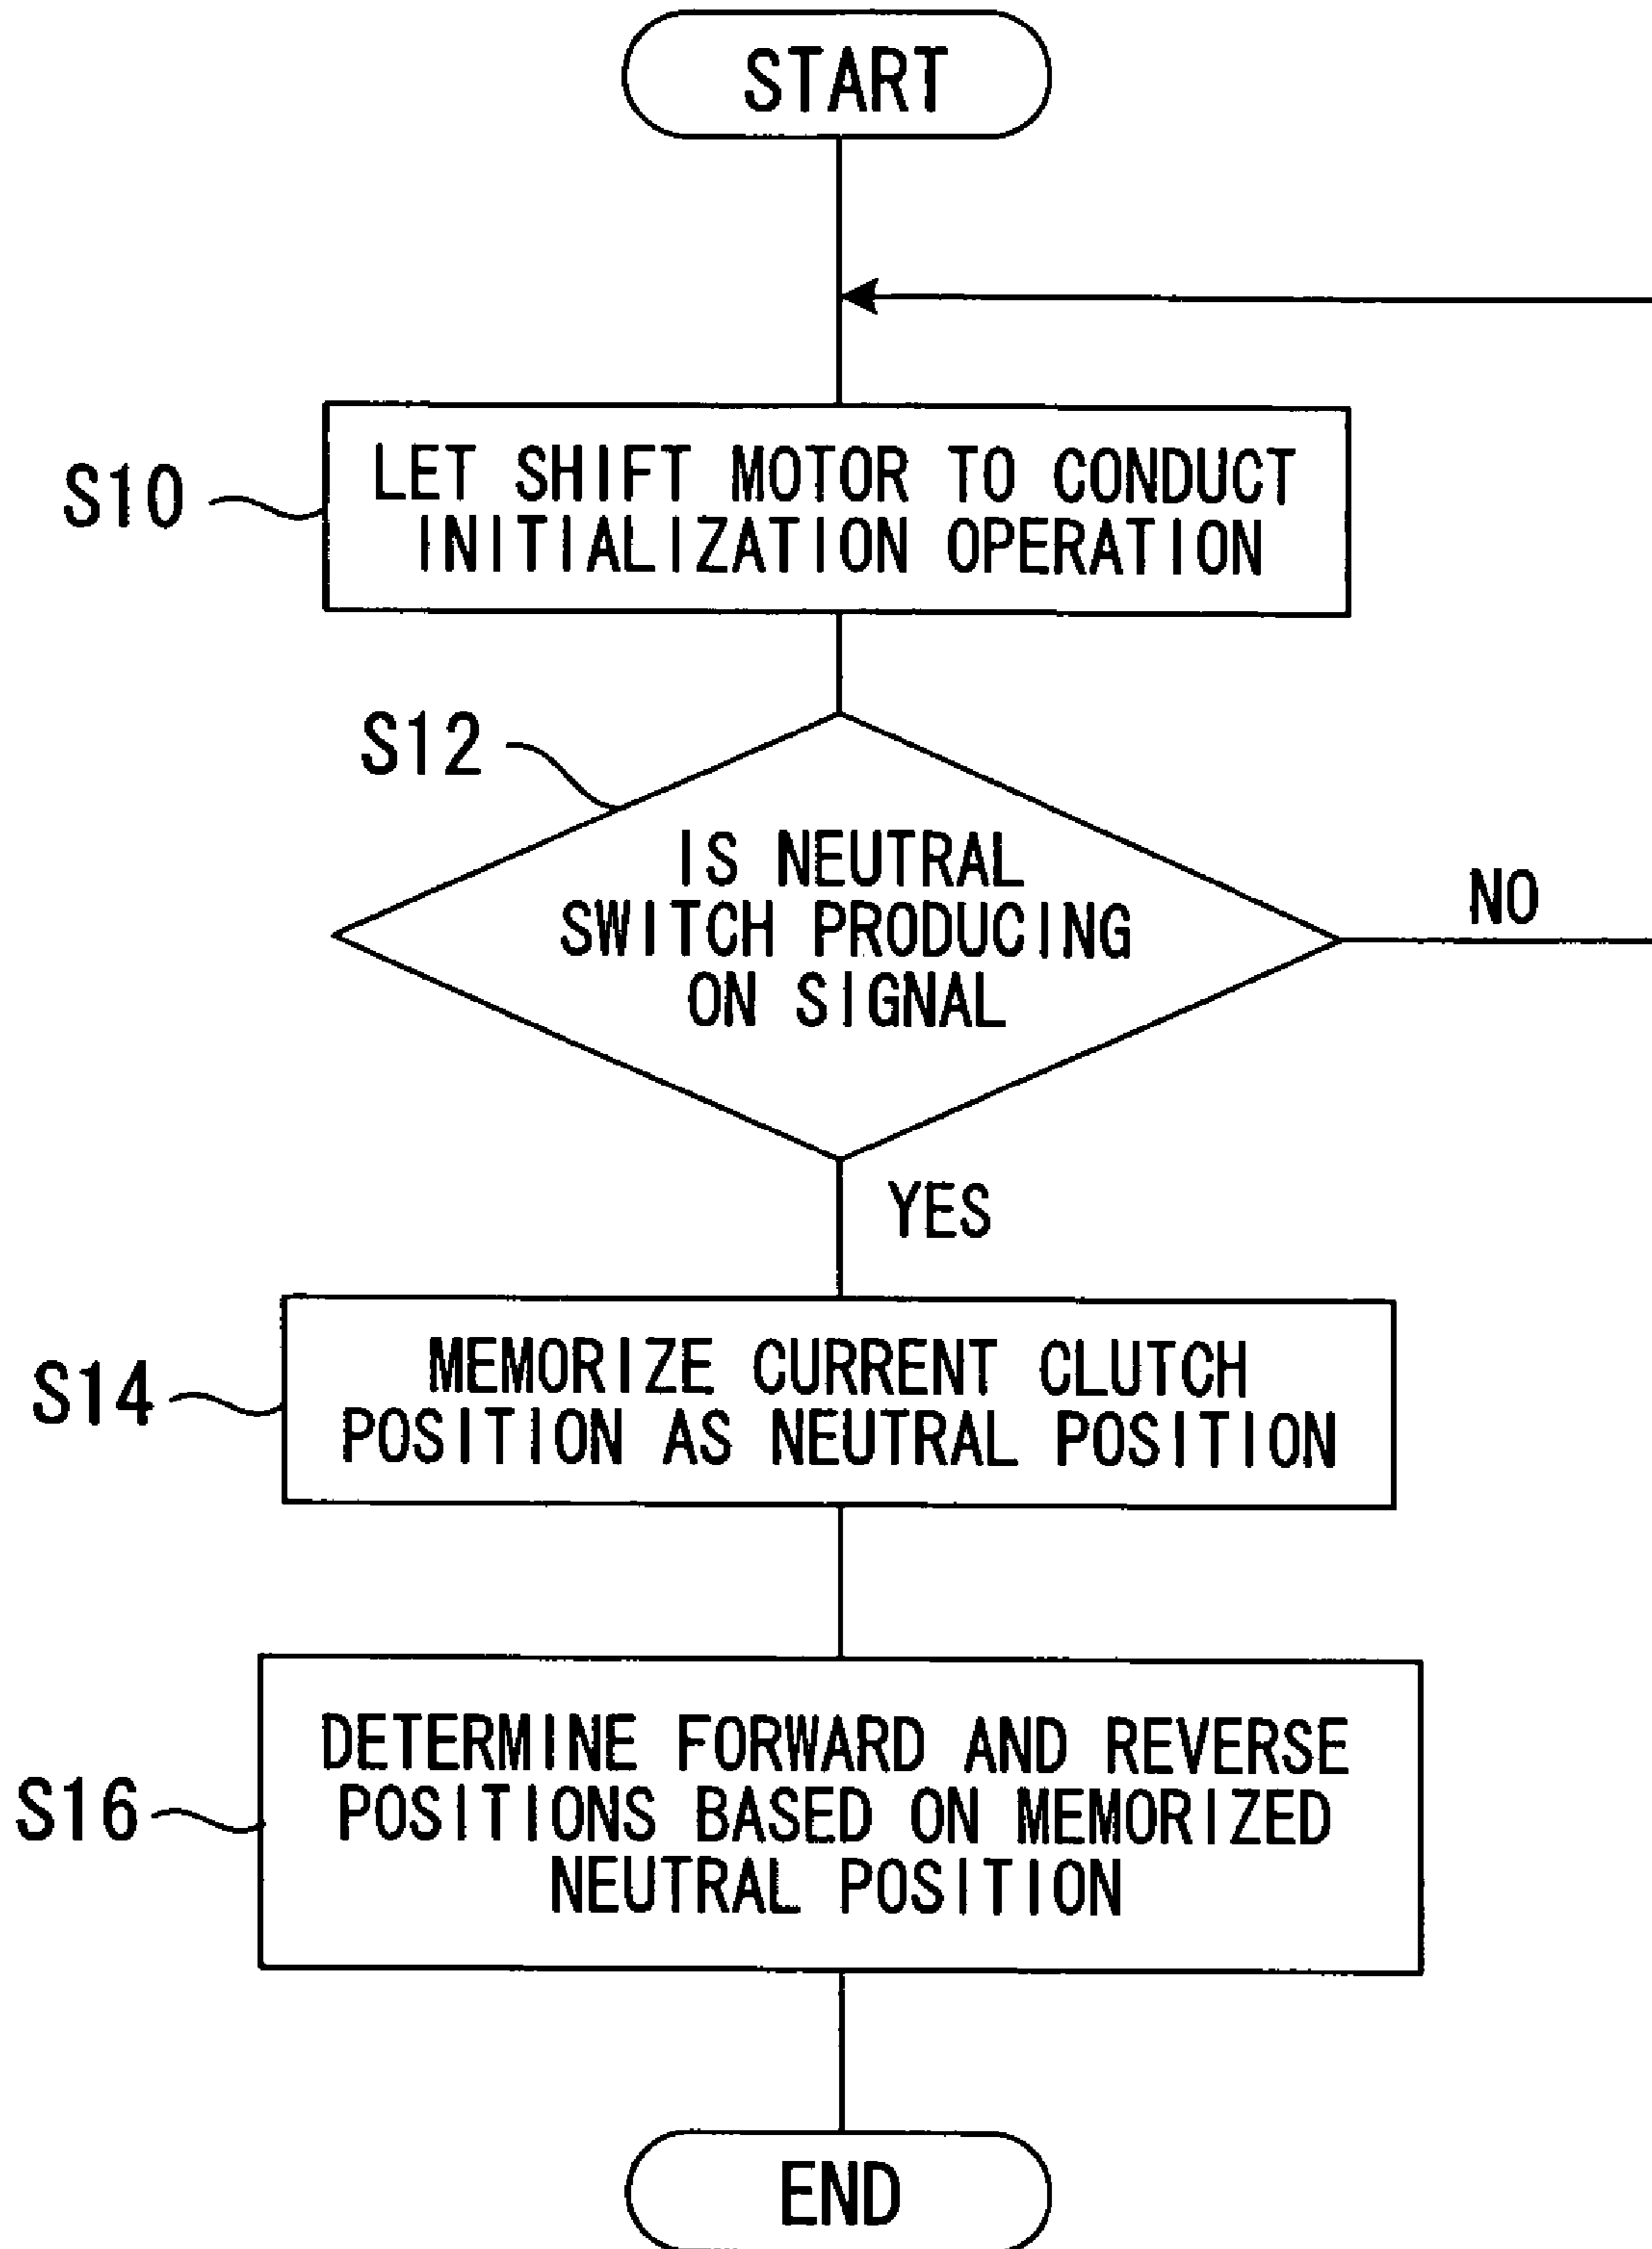 START
S10
LET SHIFT MOTOR TO CONDUCT
INITIALIZATION OPERATION
S12
IS NEUTRAL
SWITCH PRODUCING
ON SIGNAL
NO
YES
S14
MEMORIZE CURRENT CLUTCH
POSITION AS NEUTRAL POSITION
S16
DETERMINE FORWARD AND REVERSE
POSITIONS BASED ON MEMORIZED
NEUTRAL POSITION
END